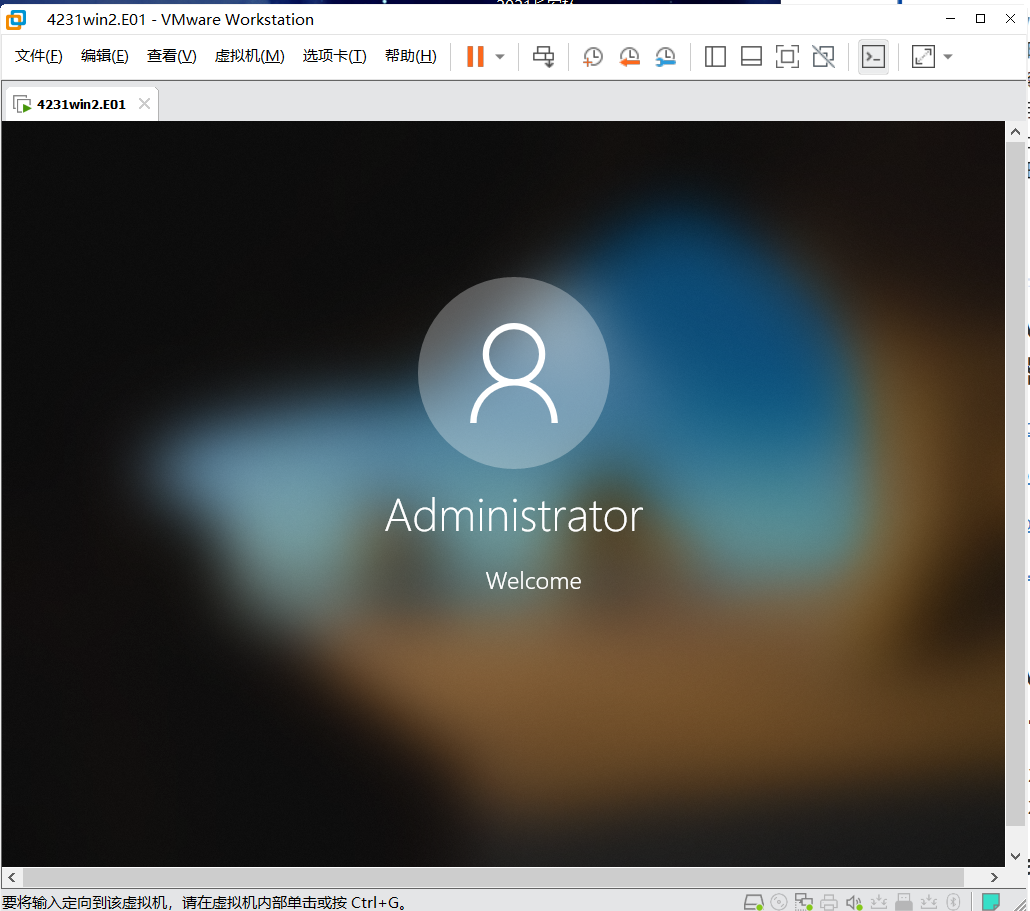 4231win2.E01 - VMware Workstation
文件(F) 编辑(E) 查看(V) 虚拟机(M) 选项卡(T) 帮助(H)
4231win2.E01
Administrator
Welcome
要将输入定向到该虚拟机，请在虚拟机内部单击或按 Ctrl+G。